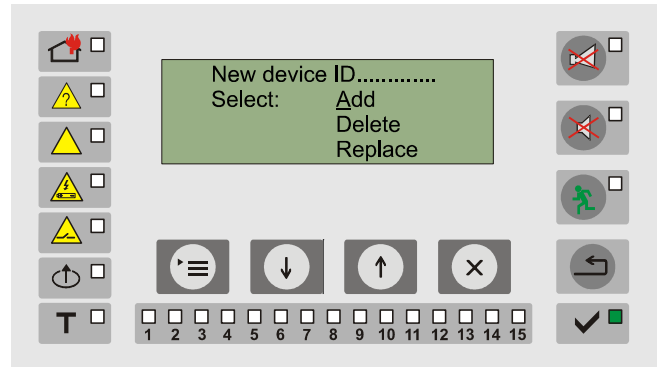 New device ID.............
Select: Add
Delete
Replace
?
T
1 2 3 4 5 6 7 8 9 10 11 12 13 14 15